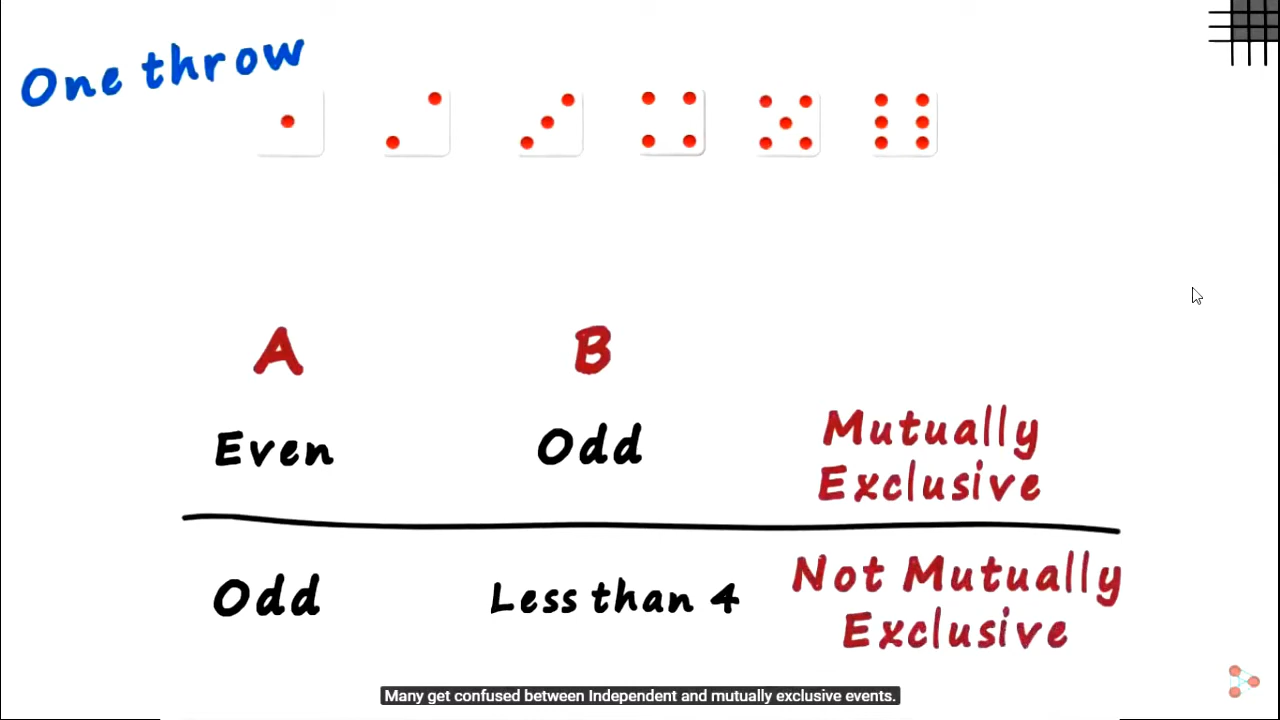 One throw
A B
Even Odd Mutually
Exclusive
Odd Less than 4 Not Mutually
Exclusive
Many get confused between Independent and mutually exclusive events.